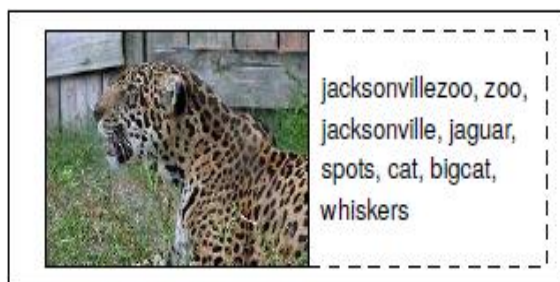 jacksonvillezoo, zoo,
jacksonville, jaguar,
spots, cat, bigcat,
whiskers